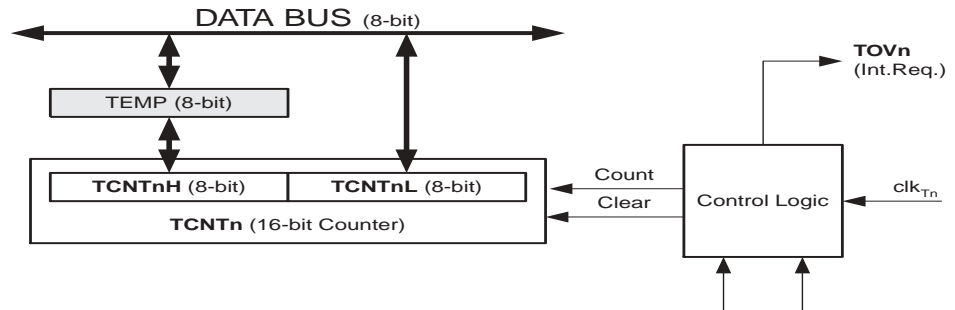 DATA BUS (8-bit)
TOVn
(Int.Req.)
TEMP (8-bit)
TCNTnH (8-bit)
TCNTnL (8-bit)
TCNTn (16-bit Counter)
Count
Clear
Control Logic
clkTn